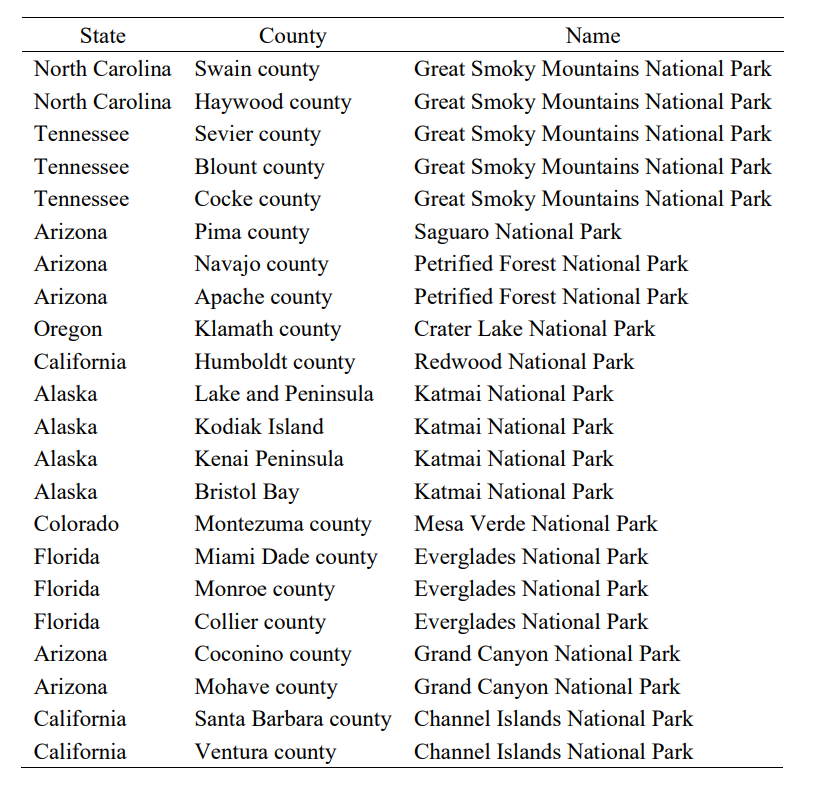 State County Name
North Carolina Swain county Great Smoky Mountains National Park
North Carolina Haywood county Great Smoky Mountains National Park
Tennessee Sevier county Great Smoky Mountains National Park
Tennessee Blount county Great Smoky Mountains National Park
Tennessee Cocke county Great Smoky Mountains National Park
Arizona Pima county Saguaro National Park
Arizona Navajo county Petrified Forest National Park
Arizona Apache county Petrified Forest National Park
Oregon Klamath county Crater Lake National Park
California Humboldt county Redwood National Park
Alaska Lake and Peninsula Katmai National Park
Alaska Kodiak Island Katmai National Park
Alaska Kenai Peninsula Katmai National Park
Alaska Bristol Bay Katmai National Park
Colorado Montezuma county Mesa Verde National Park
Florida Miami Dade county Everglades National Park
Florida Monroe county Everglades National Park
Florida Collier county Everglades National Park
Arizona Coconino county Grand Canyon National Park
Arizona Mohave county Grand Canyon National Park
California Santa Barbara county Channel Islands National Park
California Ventura county Channel Islands National Park